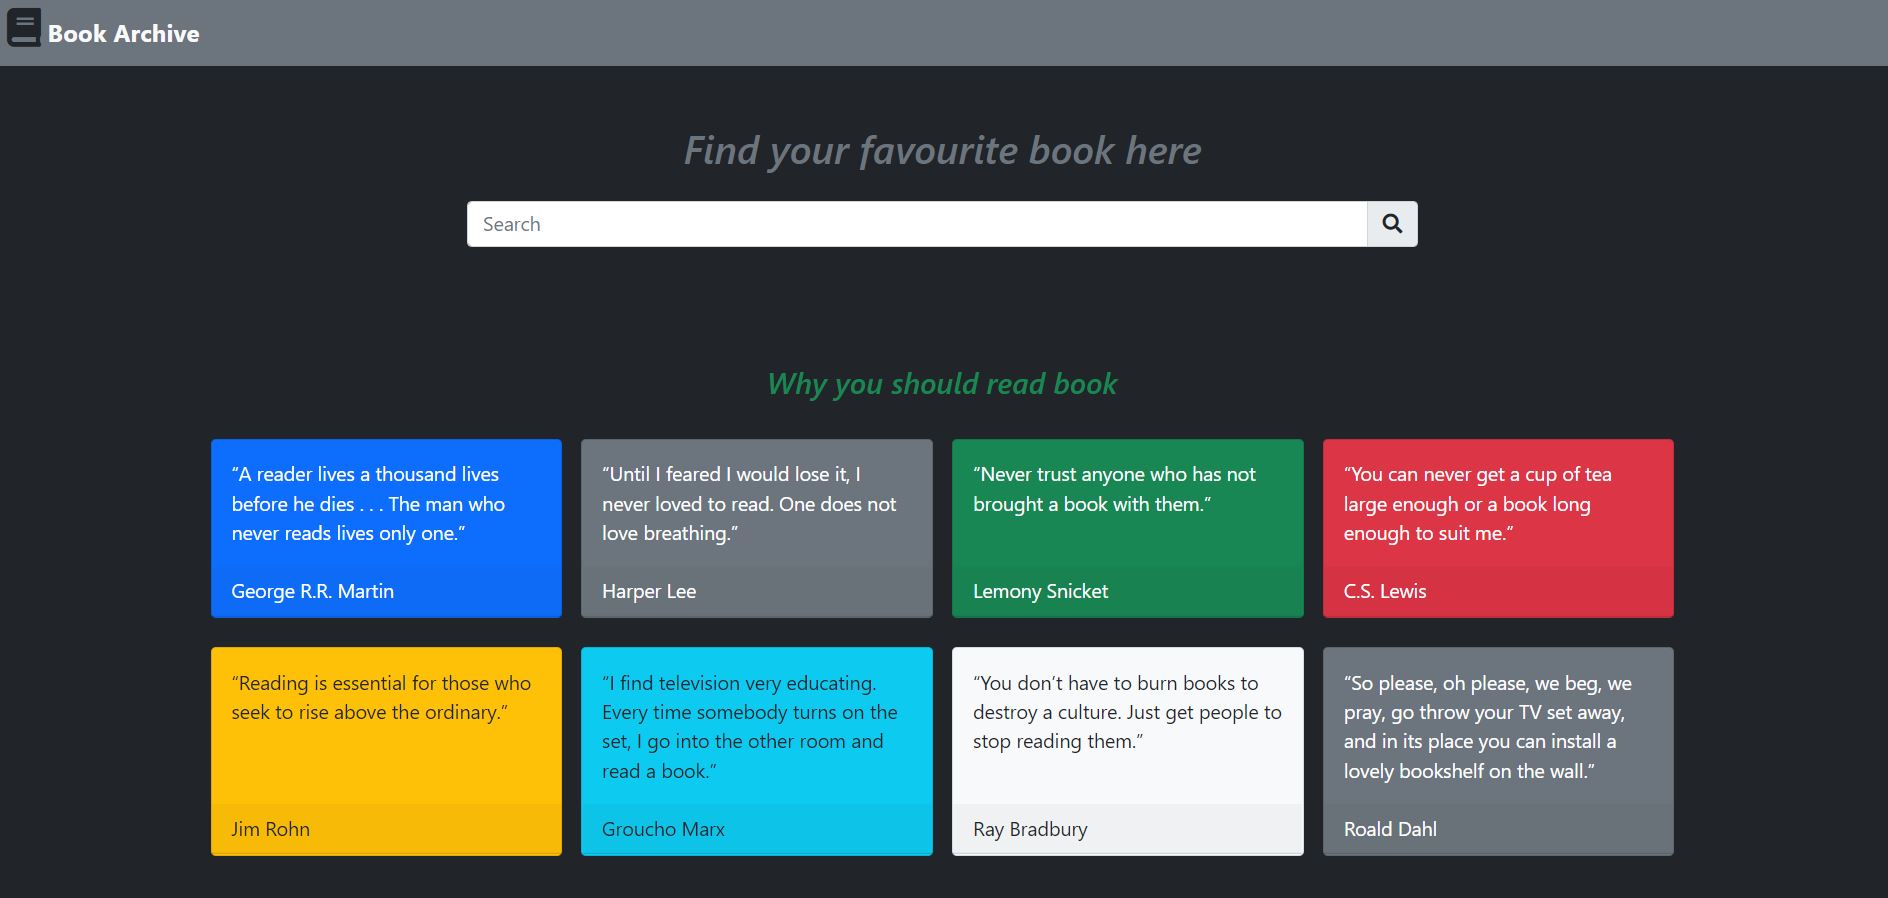 Book Archive
Find your favourite book here
Search
Why you should read book
“A reader lives a thousand lives
before he dies . . . The man who
never reads lives only one.”
George R.R. Martin
“Until I feared I would lose it, I
never loved to read. One does not
love breathing.”
Harper Lee
“Never trust anyone who has not
brought a book with them.”
Lemony Snicket
“You can never get a cup of tea
large enough or a book long
enough to suit me.”
C.S. Lewis
“Reading is essential for those who
seek to rise above the ordinary.”
Jim Rohn
“I find television very educating.
Every time somebody turns on the
set, I go into the other room and
read a book.”
Groucho Marx
“You don’t have to burn books to
destroy a culture. Just get people to
stop reading them.”
Ray Bradbury
“So please, oh please, we beg, we
pray, go throw your TV set away,
and in its place you can install a
lovely bookshelf on the wall.”
Roald Dahl